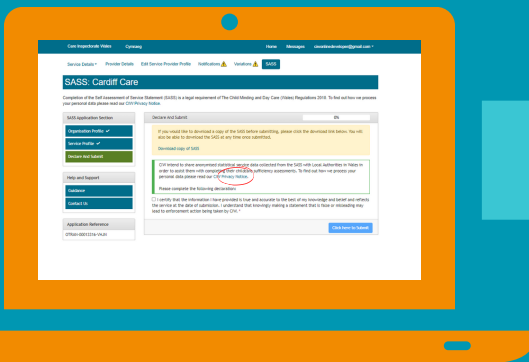 Care Inspectorate Wales Cymraeg Home Messages
Service Details Provider Details Edit Service Provider Profile Notifications Variations SASS
SASS: Cardiff Care
Completion of the Self Assessment of Service Statement (SASS) is a legal requirement of The Child Minding and Day Care (Wales) Regulations 2010. To find out how we process
your personal data please read our CIW Privacy Notice.
SASS Application Section
Organisation Profile
Service Profile
Declare And Submit
Help and Support
Guidance
Contact Us
Application Reference
Declare And Submit 0%
If you would like to download a copy of the SASS before submitting, please click the download link below. You will
also be able to download the SASS at any time once submitted.
Download copy of SASS
CIW intend to share anonymised statistical service data collected from the SASS with Local Authorities in Wales in
order to assist them with completing their childcare sufficiency assessments. To find out how we process your
personal data please read our CIW Privacy Notice.
Please complete the following declaration:
I certify that the information I have provided is true and accurate to the best of my knowledge and belief and reflects
the service at the date of submission. I understand that knowingly making a statement that is false or misleading may
lead to enforcement action being taken by CIW. *
Click here to Submit